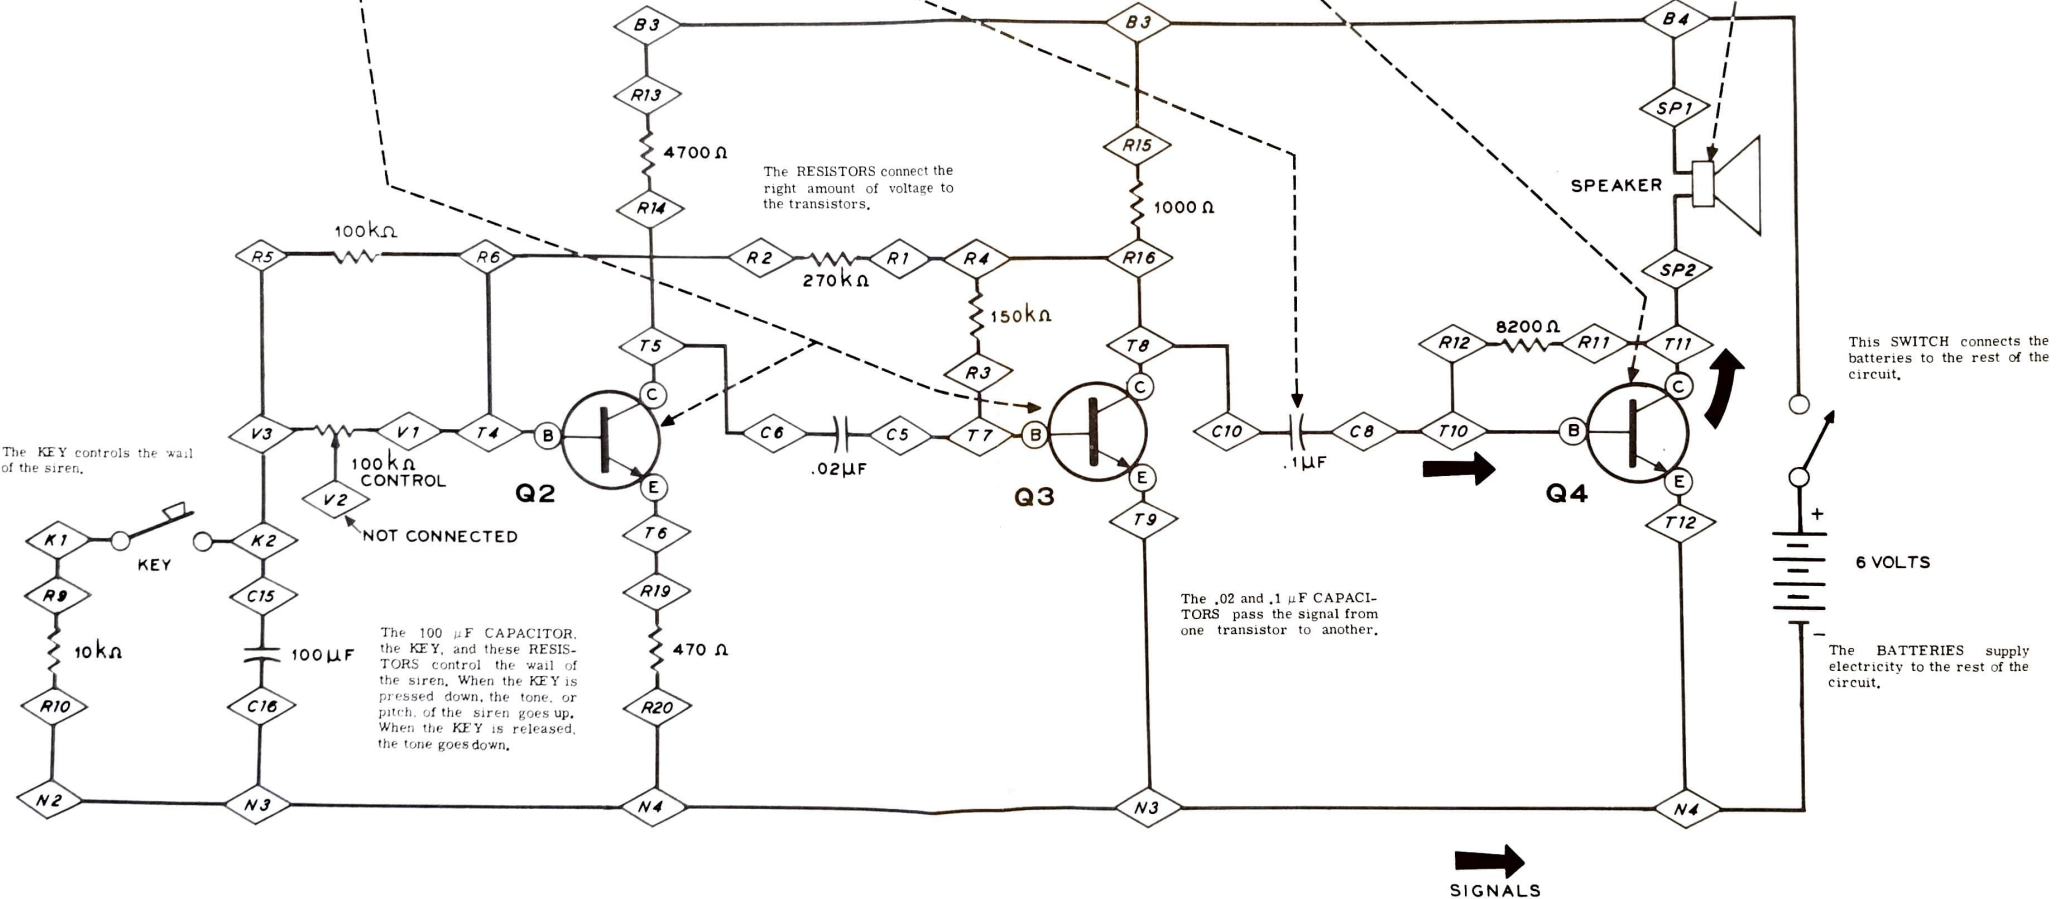 B3
B3
B4
R13
SP1
4700Ω
R15
The RESISTORS connect the
right amount of voltage to
the transistors.
SPEAKER
R14
1000Ω
100kΩ
R5
R6
R2
R1
R4
R16
270kΩ
SP2
150kΩ
8200Ω
T5
T8
R12
R11
T11
This SWITCH connects the
batteries to the rest of the
circuit.
R3
C
C
C
V3
V1
T4
B
C6
C5
T7
B
C10
C8
T10
B
The KEY controls the wail
of the siren.
100kΩ
CONTROL
.02µF
.1µF
V2
Q2
E
Q3
E
Q4
E
+
NOT CONNECTED
K1
K2
T6
T9
T12
KEY
6 VOLTS
R9
C15
R19
The .02 and .1 µF CAPACI-
TORS pass the signal from
one transistor to another.
10kΩ
100µF
The 100 µF CAPACITOR,
the KEY, and these RESIS-
TORS control the wail of
the siren. When the KEY is
pressed down, the tone, or
pitch, of the siren goes up.
When the KEY is released,
the tone goes down.
470 Ω
–
The BATTERIES supply
electricity to the rest of the
circuit.
R10
C16
R20
N2
N3
N4
N3
N4
SIGNALS